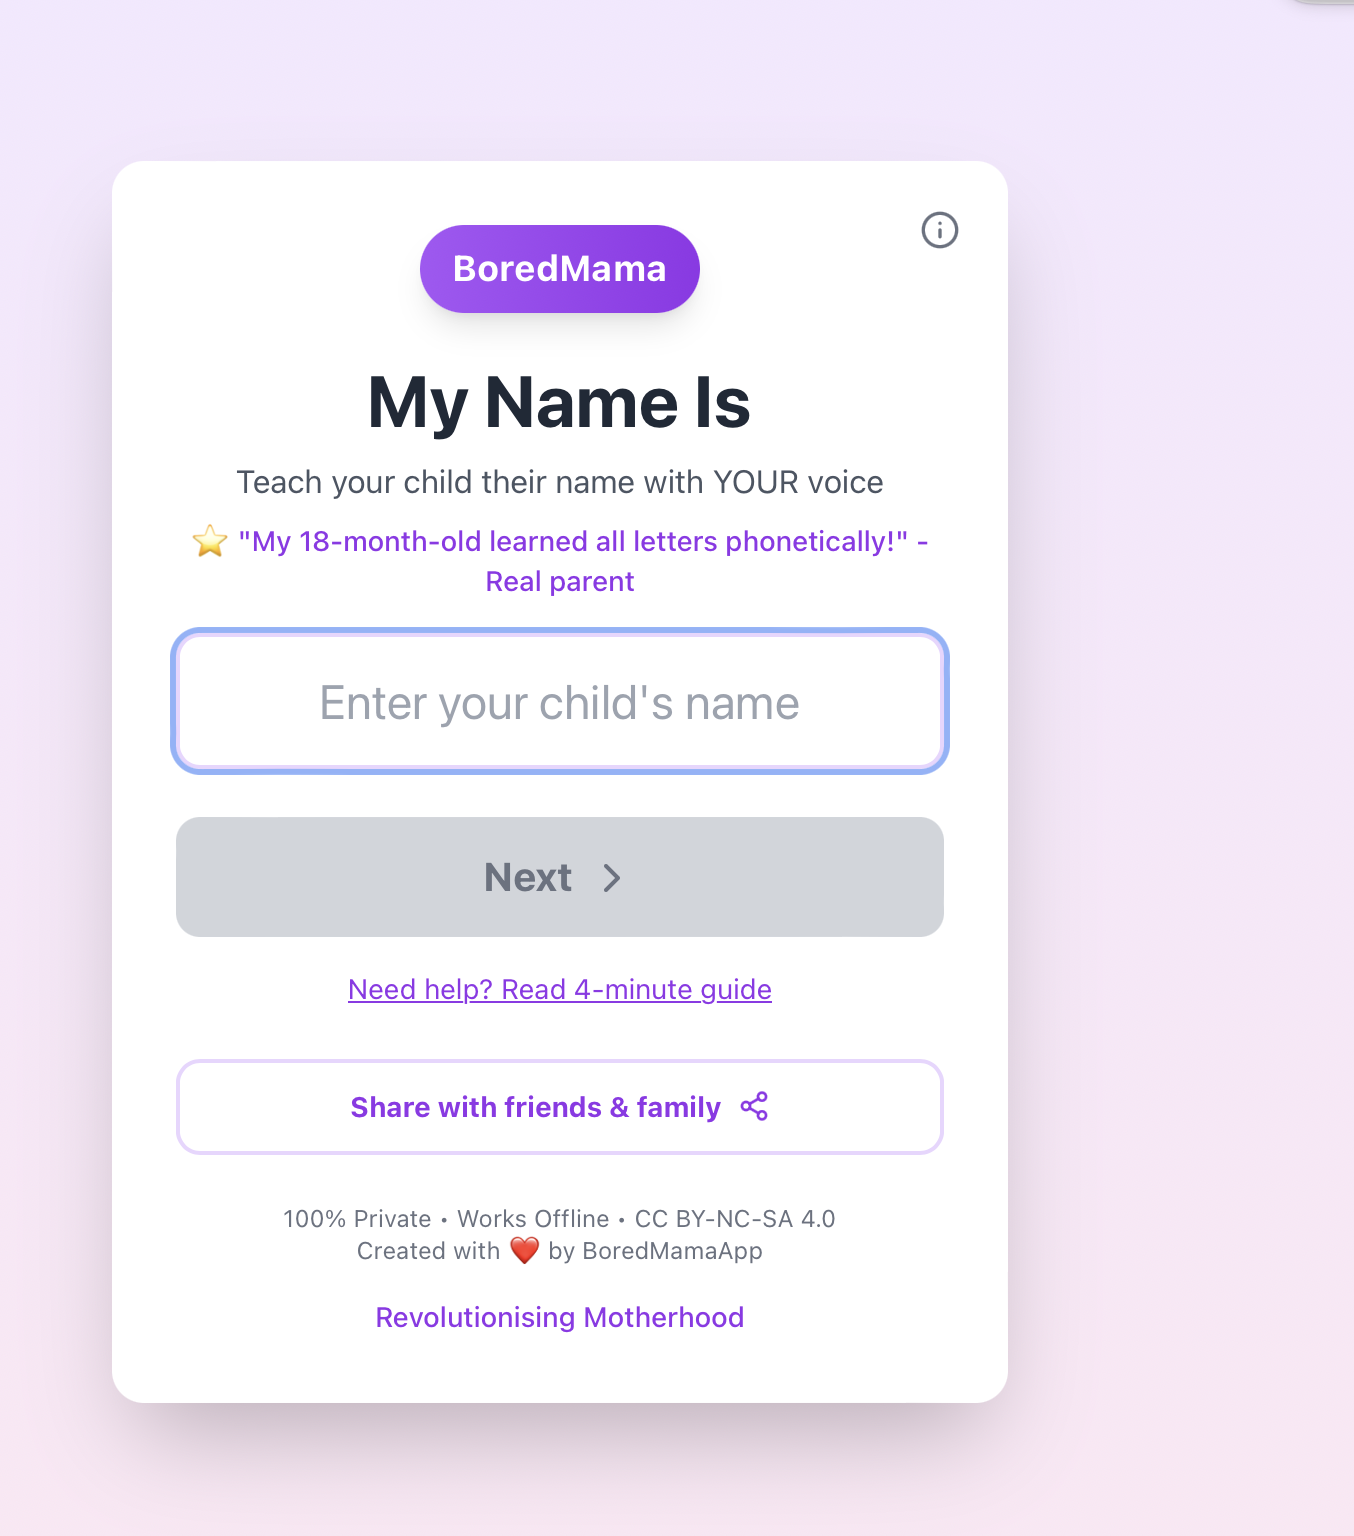 BoredMama
My Name Is
Teach your child their name with YOUR voice
⭐ "My 18-month-old learned all letters phonetically!" -
Real parent
Enter your child's name
Next
Need help? Read 4-minute guide
Share with friends & family
100% Private • Works Offline • CC BY-NC-SA 4.0
Created with ❤️ by BoredMamaApp
Revolutionising Motherhood